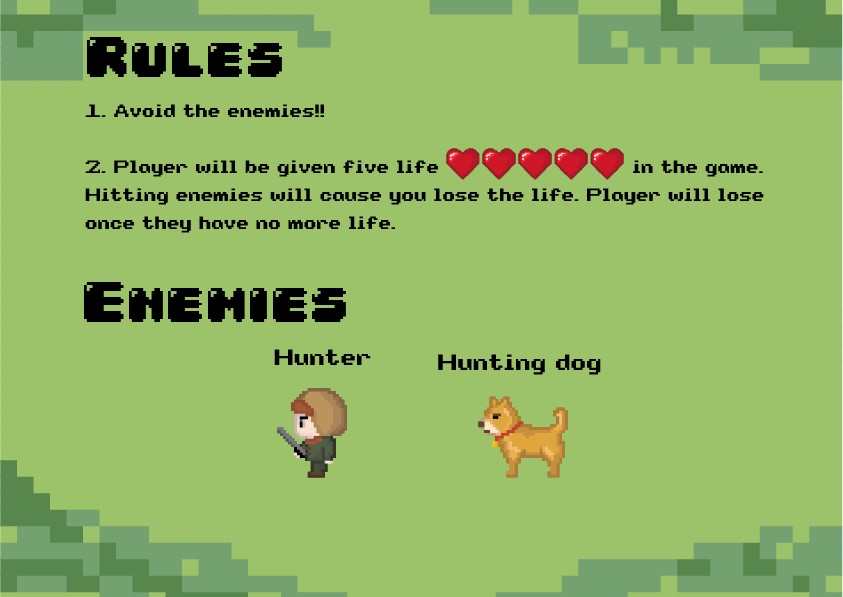 Rules
1. Avoid the enemies!!
2. Player will be given five life ❤️❤️❤️❤️❤️ in the game.
Hitting enemies will cause you lose the life. Player will lose
once they have no more life.
Enemies
Hunter
Hunting dog